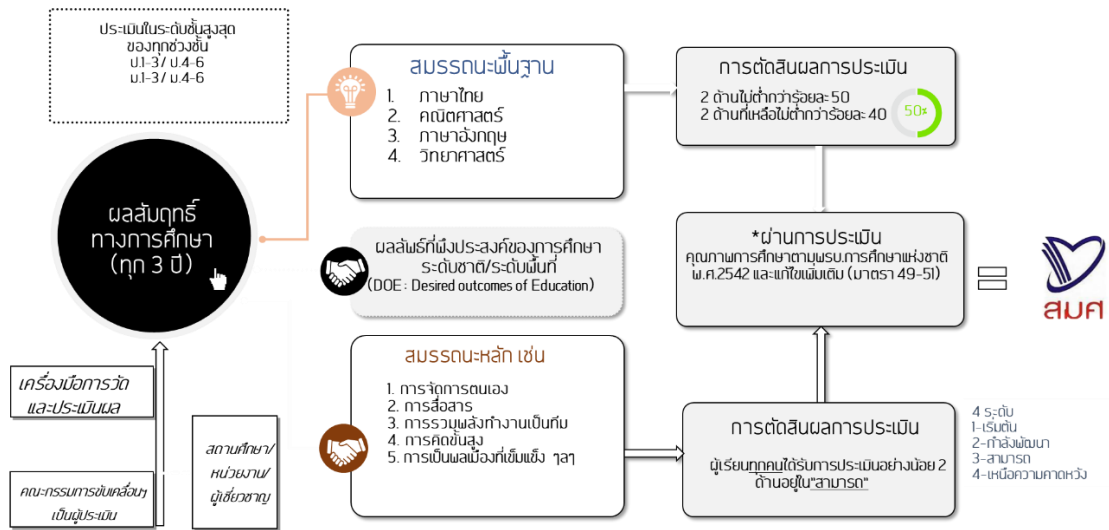 ประเมินในระดับชั้นสูงสุด
ของทุกช่วงชั้น
ป.1-3/ ป.4-6
ม.1-3/ ม.4-6
ผลสัมฤทธิ์
ทางการศึกษา
(ทุก 3 ปี)
สมรรถนะพื้นฐาน
1. ภาษาไทย
2. คณิตศาสตร์
3. ภาษาอังกฤษ
4. วิทยาศาสตร์
การตัดสินผลการประเมิน
2 ด้านไม่ต่ำกว่าร้อยละ 50
2 ด้านที่เหลือไม่ต่ำกว่าร้อยละ 40
50%
ผลลัพธ์ที่พึงประสงค์ของการศึกษา
ระดับชาติ/ระดับพื้นที่
(DOE : Desired outcomes of Education)
*ผ่านการประเมิน
คุณภาพการศึกษาตามพรบ.การศึกษาแห่งชาติ
พ.ศ.2542 และแก้ไขเพิ่มเติม (มาตรา 49-51)
สมศ
สมรรถนะหลัก เช่น
1. การจัดการตนเอง
2. การสื่อสาร
3. การรวมพลังทำงานเป็นทีม
4. การคิดขั้นสูง
5. การเป็นพลเมืองที่เข้มแข็ง ฯลฯ
การตัดสินผลการประเมิน
ผู้เรียนทุกคนได้รับการประเมินอย่างน้อย 2
ด้านอยู่ใน"สามารถ"
4 ระดับ
1-เริ่มต้น
2-กำลังพัฒนา
3-สามารถ
4-เหนือความคาดหวัง
เครื่องมือการวัด
และประเมินผล
สถานศึกษา/
หน่วยงาน/
ผู้เชี่ยวชาญ
คณะกรรมการขับเคลื่อนฯ
เป็นผู้ประเมิน